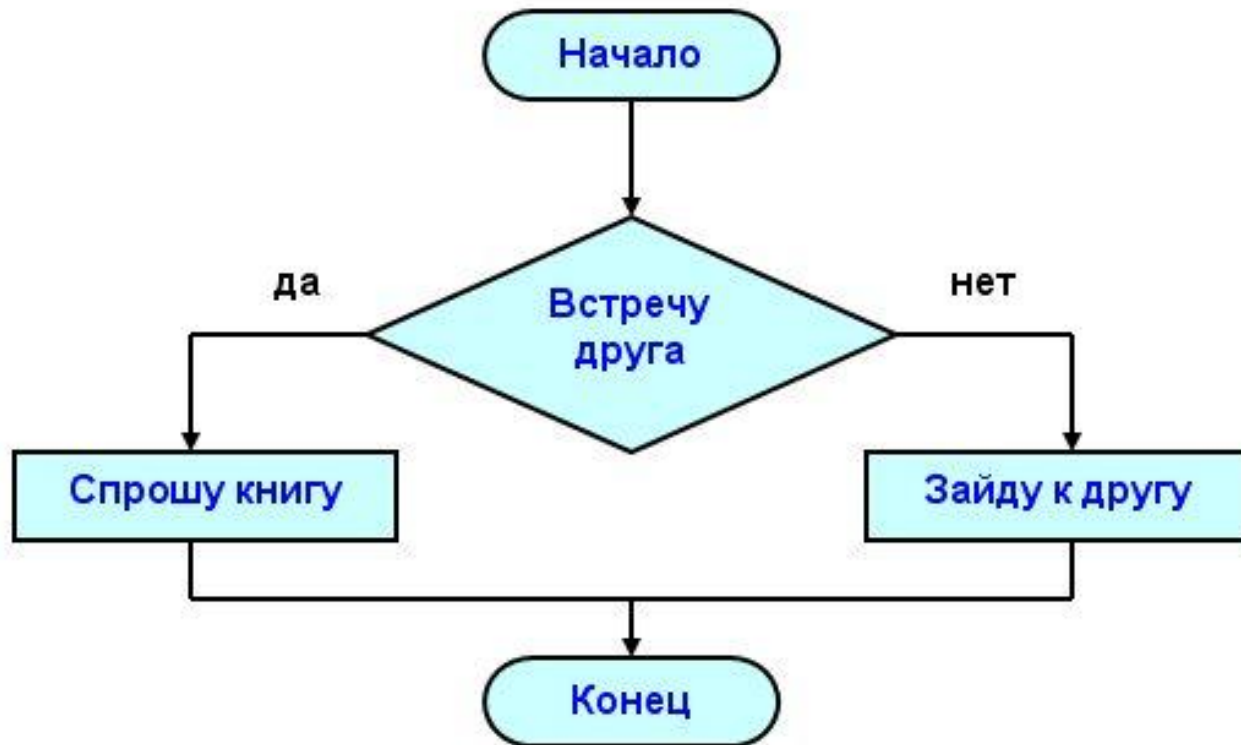 Начало
да
нет
Встречу
друга
Спрошу книгу
Зайду к другу
Конец